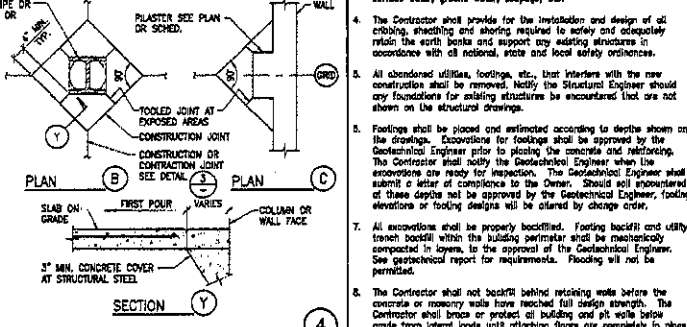 IPE OR
OR
4" MIN.
TYP.
90°
Y
TOOLED JOINT AT
EXPOSED AREAS
CONSTRUCTION JOINT
CONSTRUCTION OR
CONTRACTION JOINT
SEE DETAIL 3
PLAN B
PILASTER SEE PLAN
OR SCHED.
WALL
90°
GRID
PLAN C
SLAB ON
GRADE
FIRST POUR
VARIES
COLUMN OR
WALL FACE
3" MIN. CONCRETE COVER
AT STRUCTURAL STEEL
SECTION Y
4
4. The Contractor shall provide for the installation and design of all
cribbing, sheathing and shoring required to safely and adequately
retain the earth banks and support any existing structures in
accordance with all national, state and local safety ordinances.
5. All abandoned utilities, footings, etc., that interfere with the new
construction shall be removed. Notify the Structural Engineer should
any foundations for existing structures be encountered that are not
shown on the structural drawings.
6. Footings shall be placed and estimated according to depths shown on
the drawings. Excavations for footings shall be approved by the
Geotechnical Engineer prior to placing the concrete and reinforcing.
The Contractor shall notify the Geotechnical Engineer when the
excavations are ready for inspection. The Geotechnical Engineer shall
submit a letter of compliance to the Owner. Should soil encountered
at these depths not be approved by the Geotechnical Engineer, footing
elevations or footing designs will be altered by change order.
7. All excavations shall be properly backfilled. Footing backfill and utility
trench backfill within the building perimeter shall be mechanically
compacted in layers, to the approval of the Geotechnical Engineer.
See geotechnical report for requirements. Flooding will not be
permitted.
8. The Contractor shall not backfill behind retaining walls before the
concrete or masonry walls have reached full design strength. The
Contractor shall brace or protect all building and pit walls below
grade from lateral loads until attaching floors are completely in place